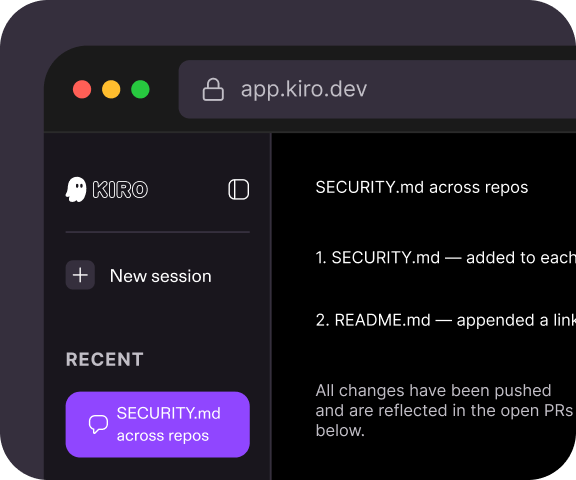 app.kiro.dev
KIRO
New session
RECENT
SECURITY.md
across repos
SECURITY.md across repos
1. SECURITY.md — added to each
2. README.md — appended a link
All changes have been pushed
and are reflected in the open PRs
below.